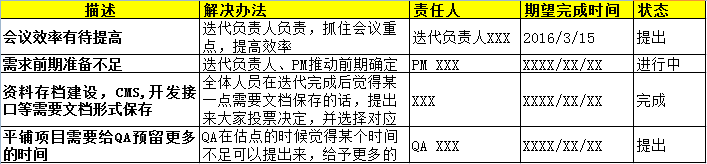 描述 解决办法 责任人 期望完成时间 状态
会议效率有待提高 迭代负责人负责，抓住会议重点，提高效率 迭代负责人XXX 2016/3/15 提出
需求前期准备不足 迭代负责人、PM推动前期确定 PM XXX XXXX/XX/XX 进行中
资料存档建设，CMS,开发接口等需要文档形式保存 全体人员在迭代完成后觉得某一点需要文档保存的话，提出来大家投票决定，并选择对应 XXX XXXX/XX/XX 完成
平铺项目需要给QA预留更多的时间 QA在估点的时候觉得某个时间不足可以提出来，给予更多的 QA XXX XXXX/XX/XX 提出